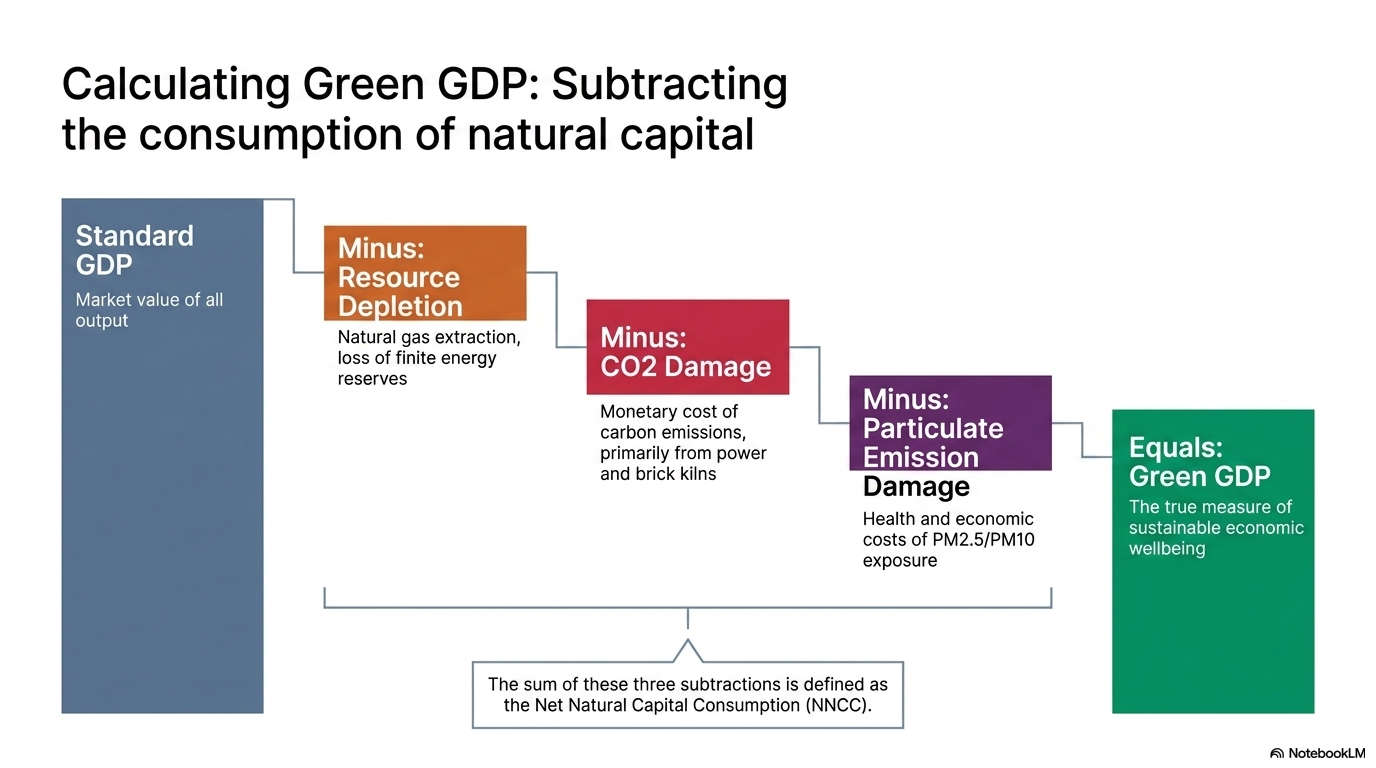 Calculating Green GDP: Subtracting
the consumption of natural capital
Standard
GDP
Market value of all
output
Minus:
Resource
Depletion
Natural gas extraction,
loss of finite energy
reserves
Minus:
CO2 Damage
Monetary cost of
carbon emissions,
primarily from power
and brick kilns
Minus:
Particulate
Emission
Damage
Health and economic
costs of PM2.5/PM10
exposure
Equals:
Green GDP
The true measure of
sustainable economic
wellbeing
The sum of these three subtractions is defined as
the Net Natural Capital Consumption (NNCC).
NotebookLM